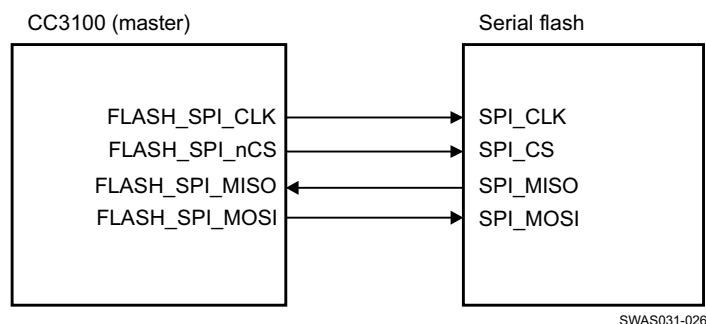 CC3100 (master)
Serial flash
FLASH_SPI_CLK
SPI_CLK
FLASH_SPI_nCS
SPI_CS
FLASH_SPI_MISO
SPI_MISO
FLASH_SPI_MOSI
SPI_MOSI
SWAS031-026